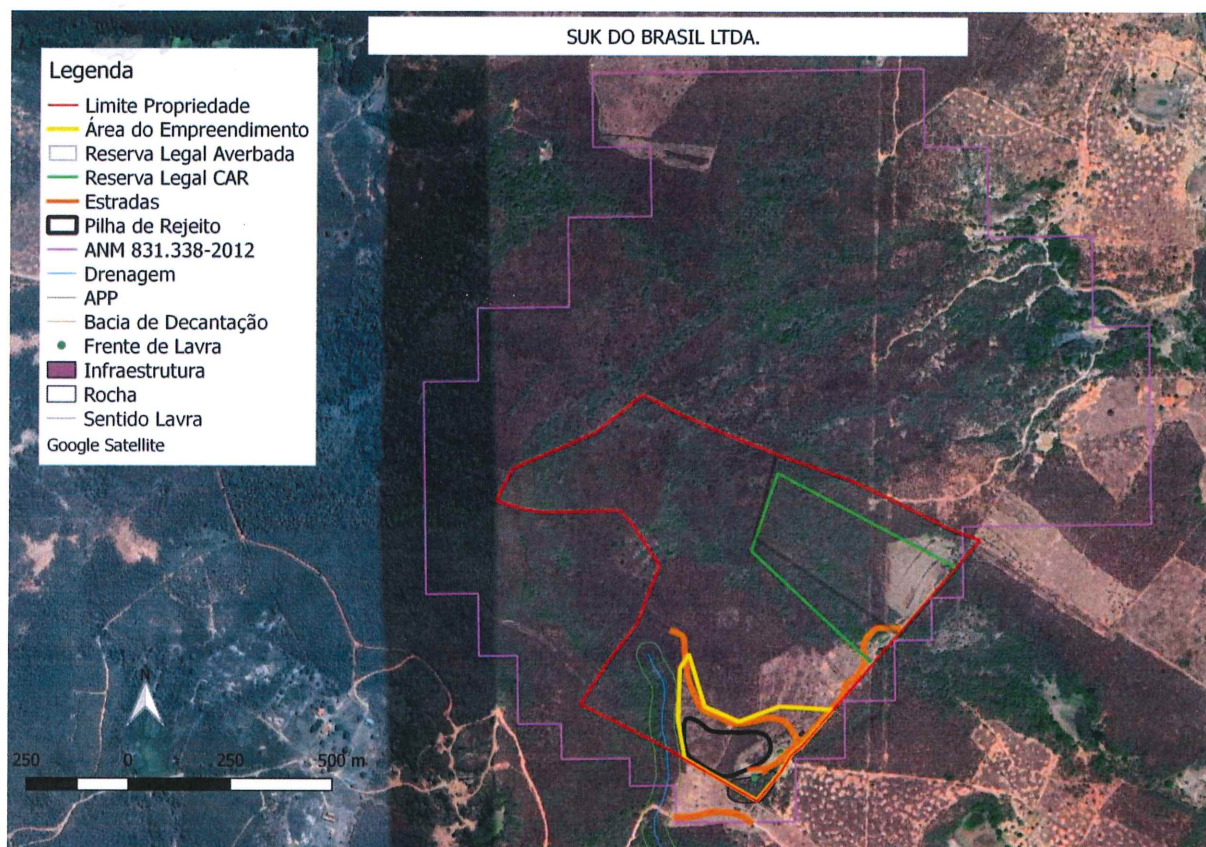 SUK DO BRASIL LTDA.
Legenda
Limite Propriedade
Área do Empreendimento
Reserva Legal Averbada
Reserva Legal CAR
Estradas
Pilha de Rejeito
ANM 831.338-2012
Drenagem
APP
Bacia de Decantação
Frente de Lavra
Infraestrutura
Rocha
Sentido Lavra
Google Satellite
N
250 0 250 500 m